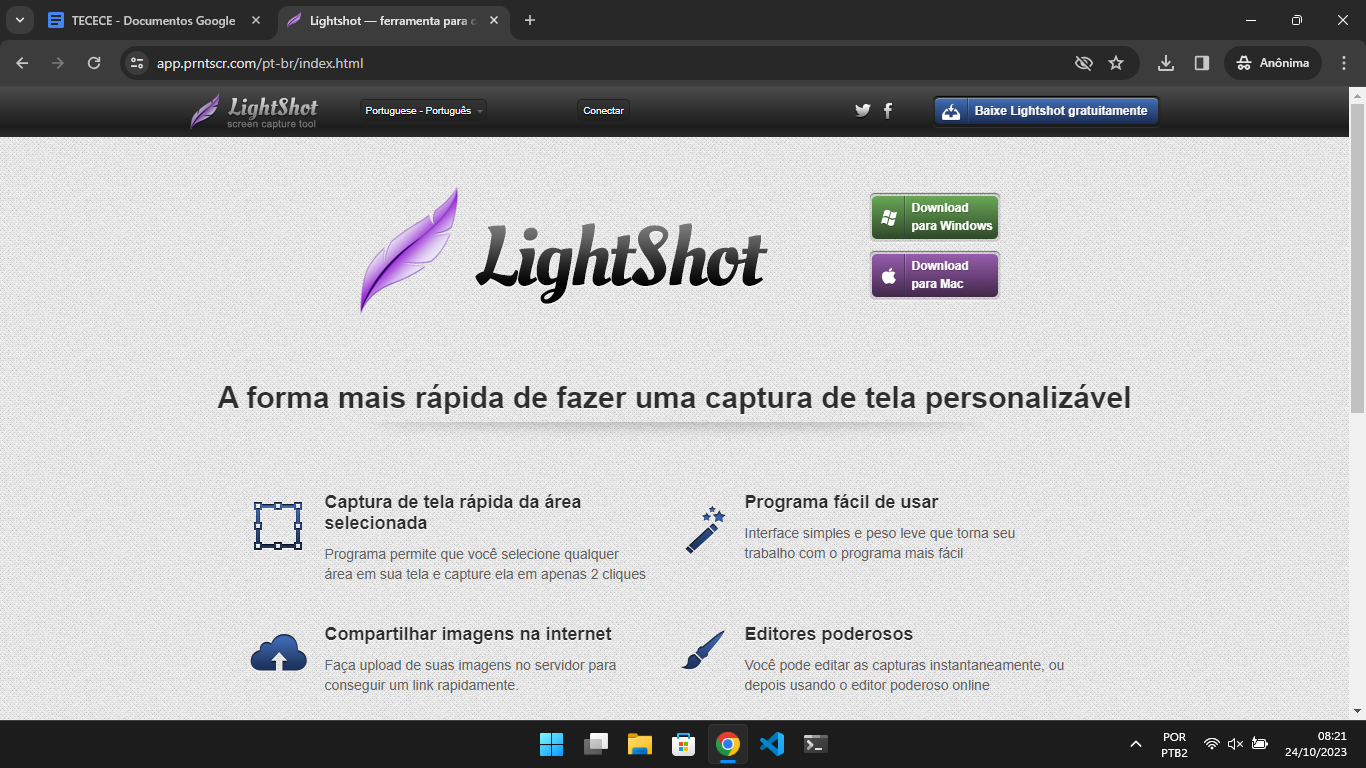 TECECE - Documentos Google
Lightshot — ferramenta para c
app.prntscr.com/pt-br/index.html
Anônima
LightShot
screen capture tool
Portuguese - Português
Conectar
Baixe Lightshot gratuitamente
LightShot
Download
para Windows
Download
para Mac
A forma mais rápida de fazer uma captura de tela personalizável
Captura de tela rápida da área
selecionada
Programa permite que você selecione qualquer
área em sua tela e capture ela em apenas 2 cliques
Programa fácil de usar
Interface simples e peso leve que torna seu
trabalho com o programa mais fácil
Compartilhar imagens na internet
Faça upload de suas imagens no servidor para
conseguir um link rapidamente.
Editores poderosos
Você pode editar as capturas instantaneamente, ou
depois usando o editor poderoso online
POR
PTB2
08:21
24/10/2023